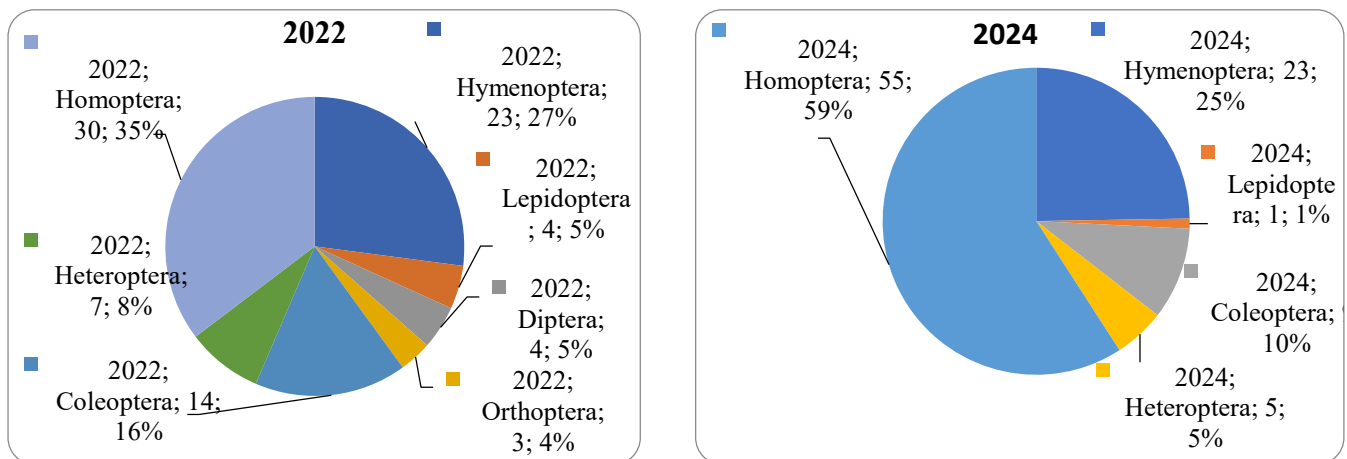 2022
2022;
Hymenoptera;
23; 27%
2022;
Lepidoptera
; 4; 5%
2022;
Diptera;
4; 5%
2022;
Orthoptera;
3; 4%
2022;
Coleoptera; 14;
16%
2022;
Heteroptera;
7; 8%
2022;
Homoptera;
30; 35%
2024
2024;
Hymenoptera; 23;
25%
2024;
Lepidopte
ra; 1; 1%
2024;
Coleoptera;
10%
2024;
Heteroptera; 5;
5%
2024;
Homoptera; 55;
59%